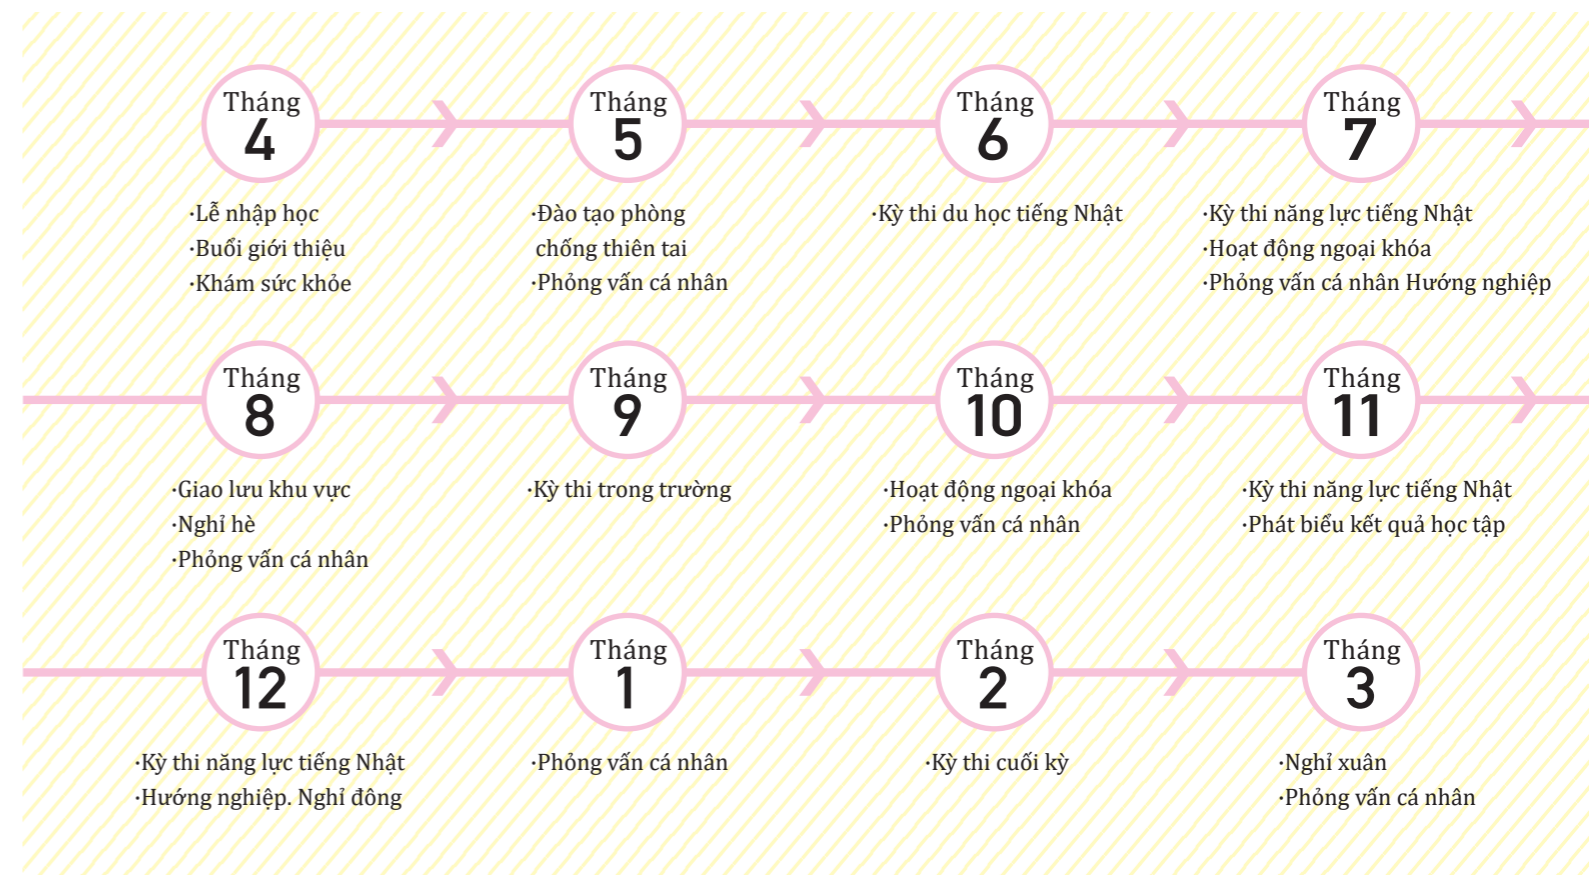 Tháng
4
·Lễ nhập học
·Buổi giới thiệu
·Khám sức khỏe
Tháng
5
·Đào tạo phòng
chống thiên tai
·Phỏng vấn cá nhân
Tháng
6
·Kỳ thi du học tiếng Nhật
Tháng
7
·Kỳ thi năng lực tiếng Nhật
·Hoạt động ngoại khóa
·Phỏng vấn cá nhân Hướng nghiệp
Tháng
8
·Giao lưu khu vực
·Nghỉ hè
·Phỏng vấn cá nhân
Tháng
9
·Kỳ thi trong trường
Tháng
10
·Hoạt động ngoại khóa
·Phỏng vấn cá nhân
Tháng
11
·Kỳ thi năng lực tiếng Nhật
·Phát biểu kết quả học tập
Tháng
12
·Kỳ thi năng lực tiếng Nhật
·Hướng nghiệp. Nghỉ đông
Tháng
1
·Phỏng vấn cá nhân
Tháng
2
·Kỳ thi cuối kỳ
Tháng
3
·Nghỉ xuân
·Phỏng vấn cá nhân